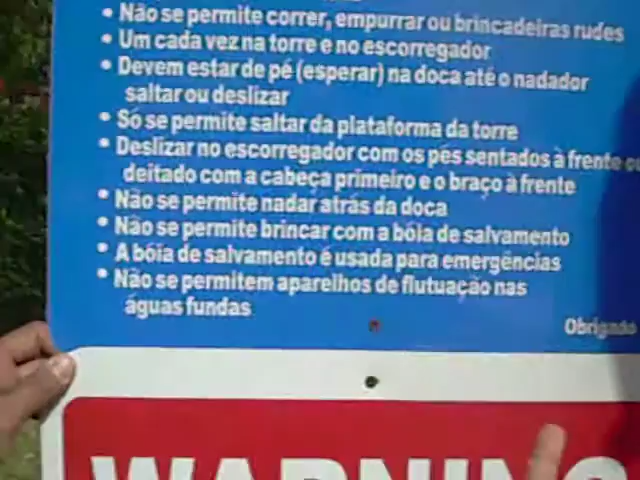 • Não se permite correr, empurrar ou brincadeiras rudes
• Um cada vez na torre e no escorregador
• Devem estar de pé (esperar) na doca até o nadador
saltar ou deslizar
• Só se permite saltar da plataforma da torre
• Deslizar no escorregador com os pés sentados à frente ou
deitado com a cabeça primeiro e o braço à frente
• Não se permite nadar atrás da doca
• Não se permite brincar com a bóia de salvamento
• A bóia de salvamento é usada para emergências
• Não se permitem aparelhos de flutuação nas
águas fundas
Obrigado
WARNING